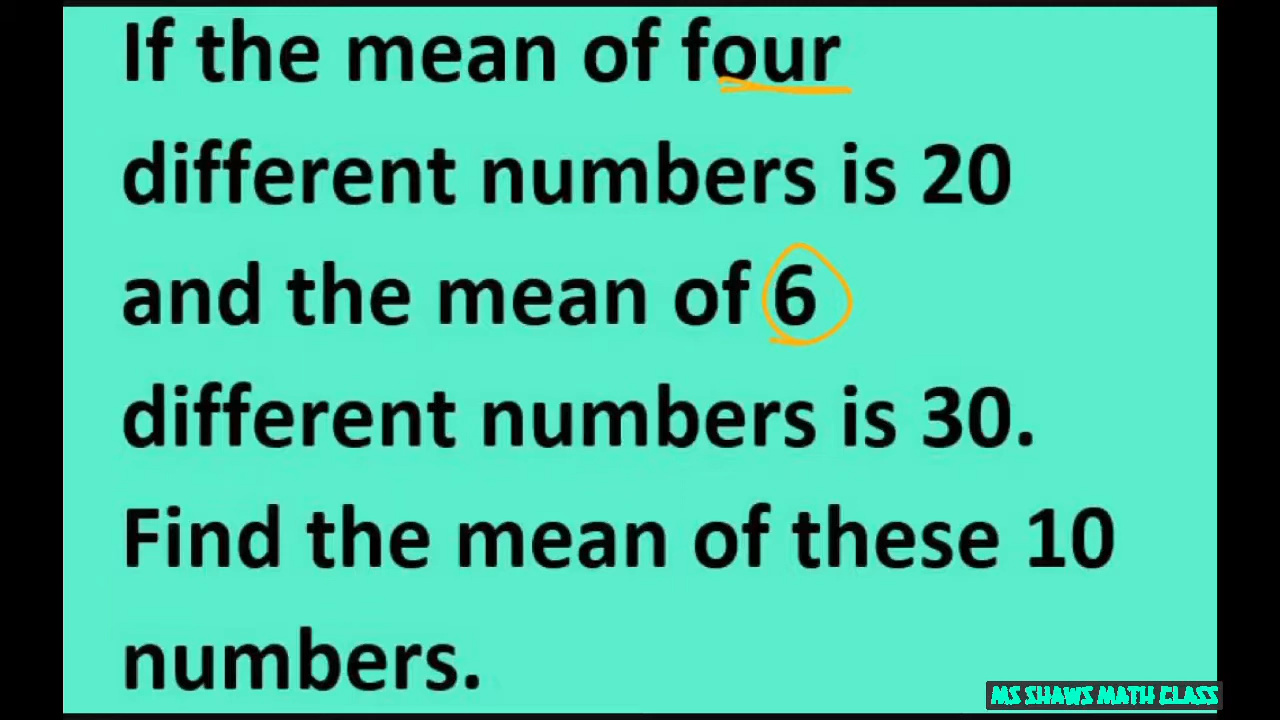 If the mean of four
different numbers is 20
and the mean of 6
different numbers is 30.
Find the mean of these 10
numbers.
MS SHAWS MATH CLASS